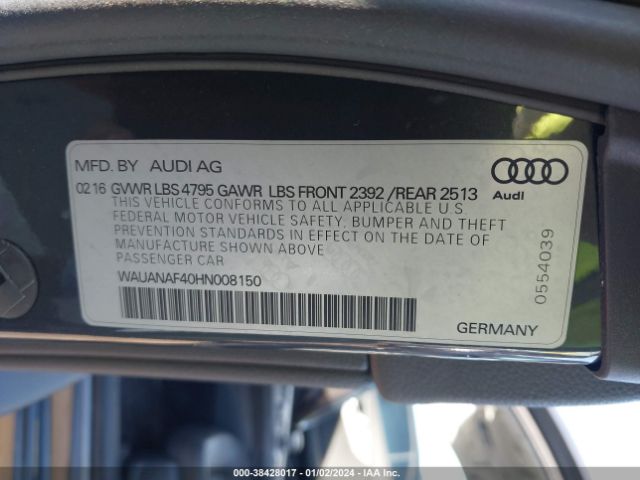 MFD. BY AUDI AG
02 16 GVWR LBS 4795 GAWR LBS FRONT 2392 /REAR 2513
THIS VEHICLE CONFORMS TO ALL APPLICABLE U.S
FEDERAL MOTOR VEHICLE SAFETY, BUMPER AND THEFT
PREVENTION STANDARDS IN EFFECT ON THE DATE OF
MANUFACTURE SHOWN ABOVE
PASSENGER CAR
WAUANAF40HN008150
Audi
0554039
GERMANY
000-38428017 - 01/02/2024 - IAA Inc.